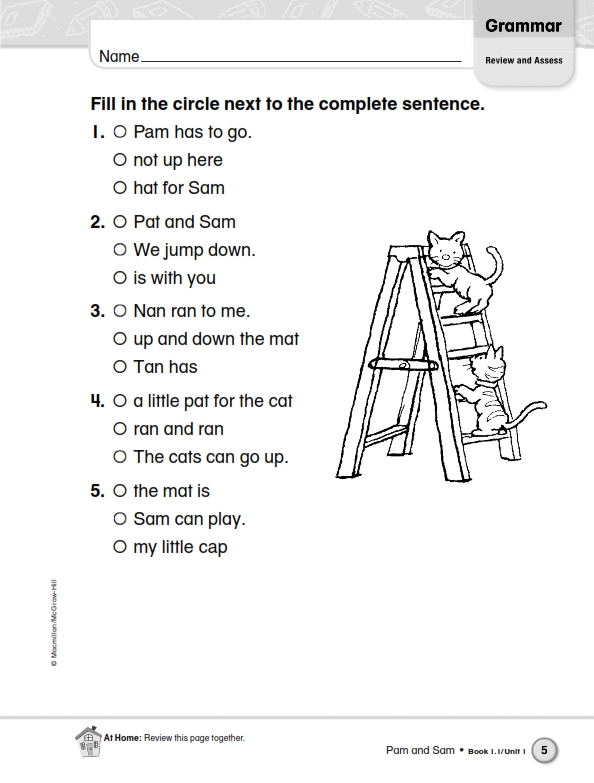 Grammar
Review and Assess
Name
Fill in the circle next to the complete sentence.
1. O Pam has to go.
O not up here
O hat for Sam
2. O Pat and Sam
O We jump down.
O is with you
3. O Nan ran to me.
O up and down the mat
O Tan has
4. O a little pat for the cat
O ran and ran
O The cats can go up.
5. O the mat is
O Sam can play.
O my little cap
© Macmillan/McGraw-Hill
At Home: Review this page together.
Pam and Sam • Book 1.1/Unit 1 5